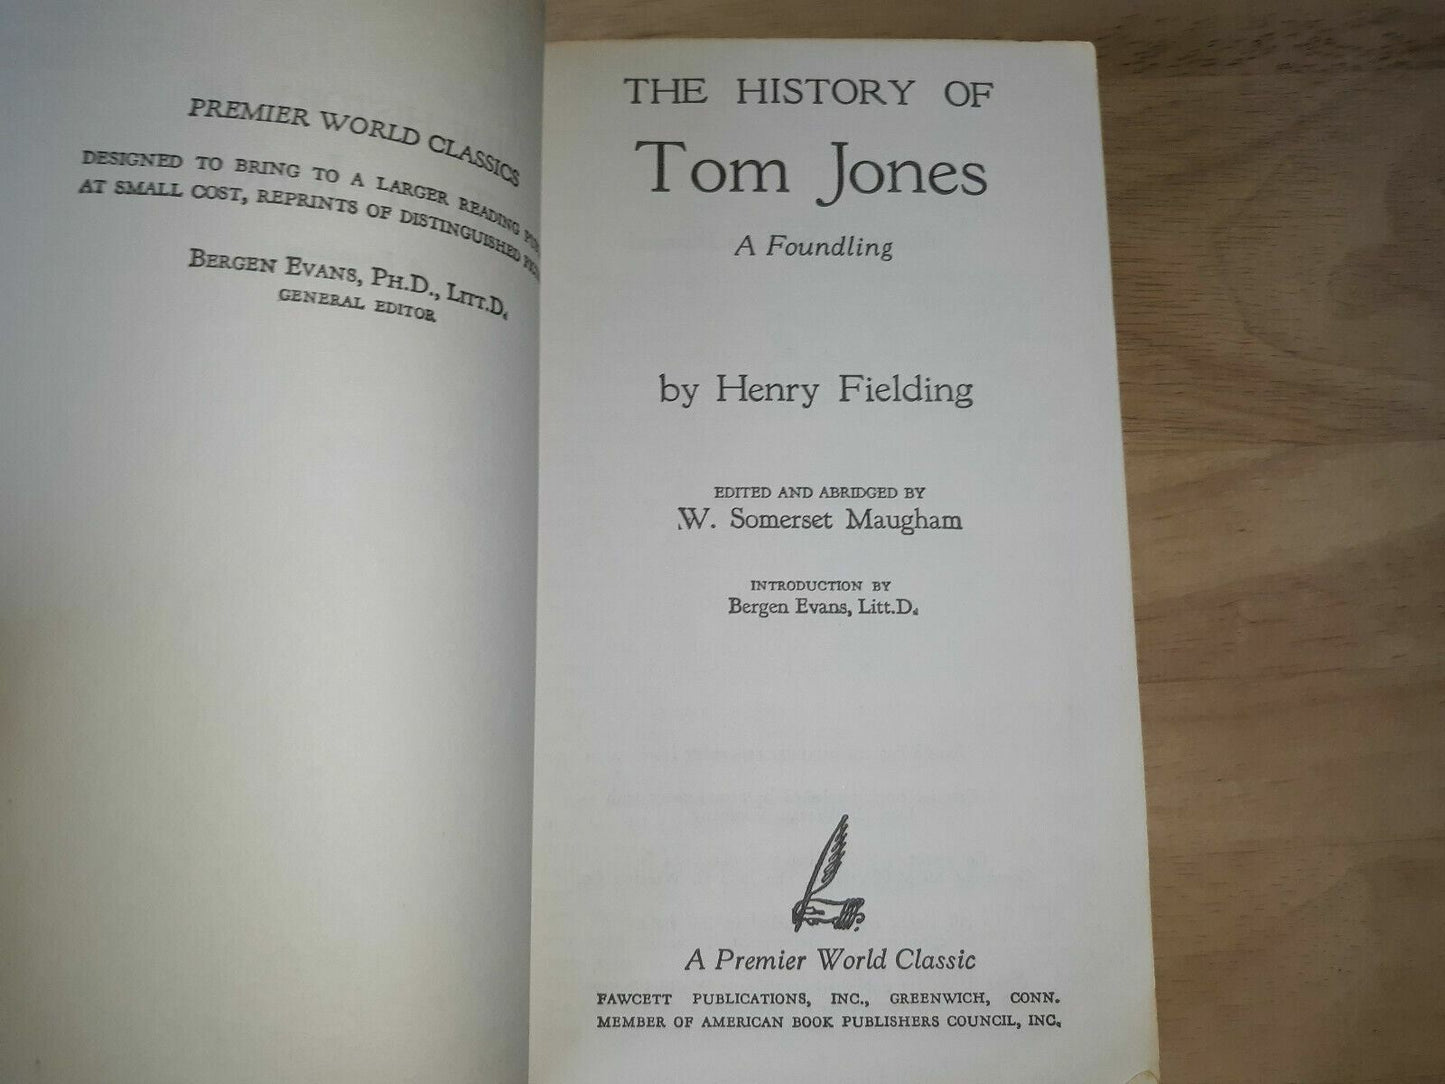 PREMIER WORLD CLASSICS
DESIGNED TO BRING TO A LARGER READING
AT SMALL COST, REPRINTS OF DISTINGUISHED
BERGEN EVANS, PH.D., LITT.D.
GENERAL EDITOR
THE HISTORY OF
Tom Jones
A Foundling
by Henry Fielding
EDITED AND ABRIDGED BY
W. Somerset Maugham
INTRODUCTION BY
Bergen Evans, Litt.D.
A Premier World Classic
FAWCETT PUBLICATIONS, INC., GREENWICH, CONN.
MEMBER OF AMERICAN BOOK PUBLISHERS COUNCIL, INC.